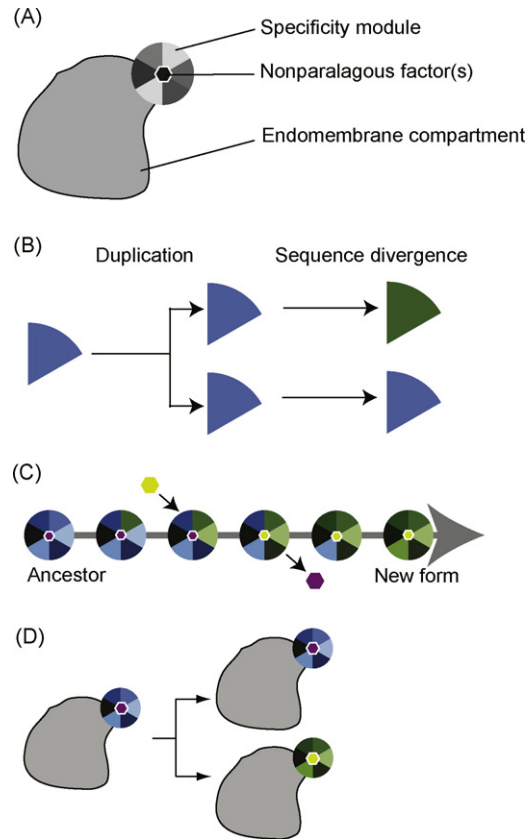 (A)
Specificity module
Nonparalagous factor(s)
Endomembrane compartment
(B)
Duplication Sequence divergence
(C)
Ancestor New form
(D)